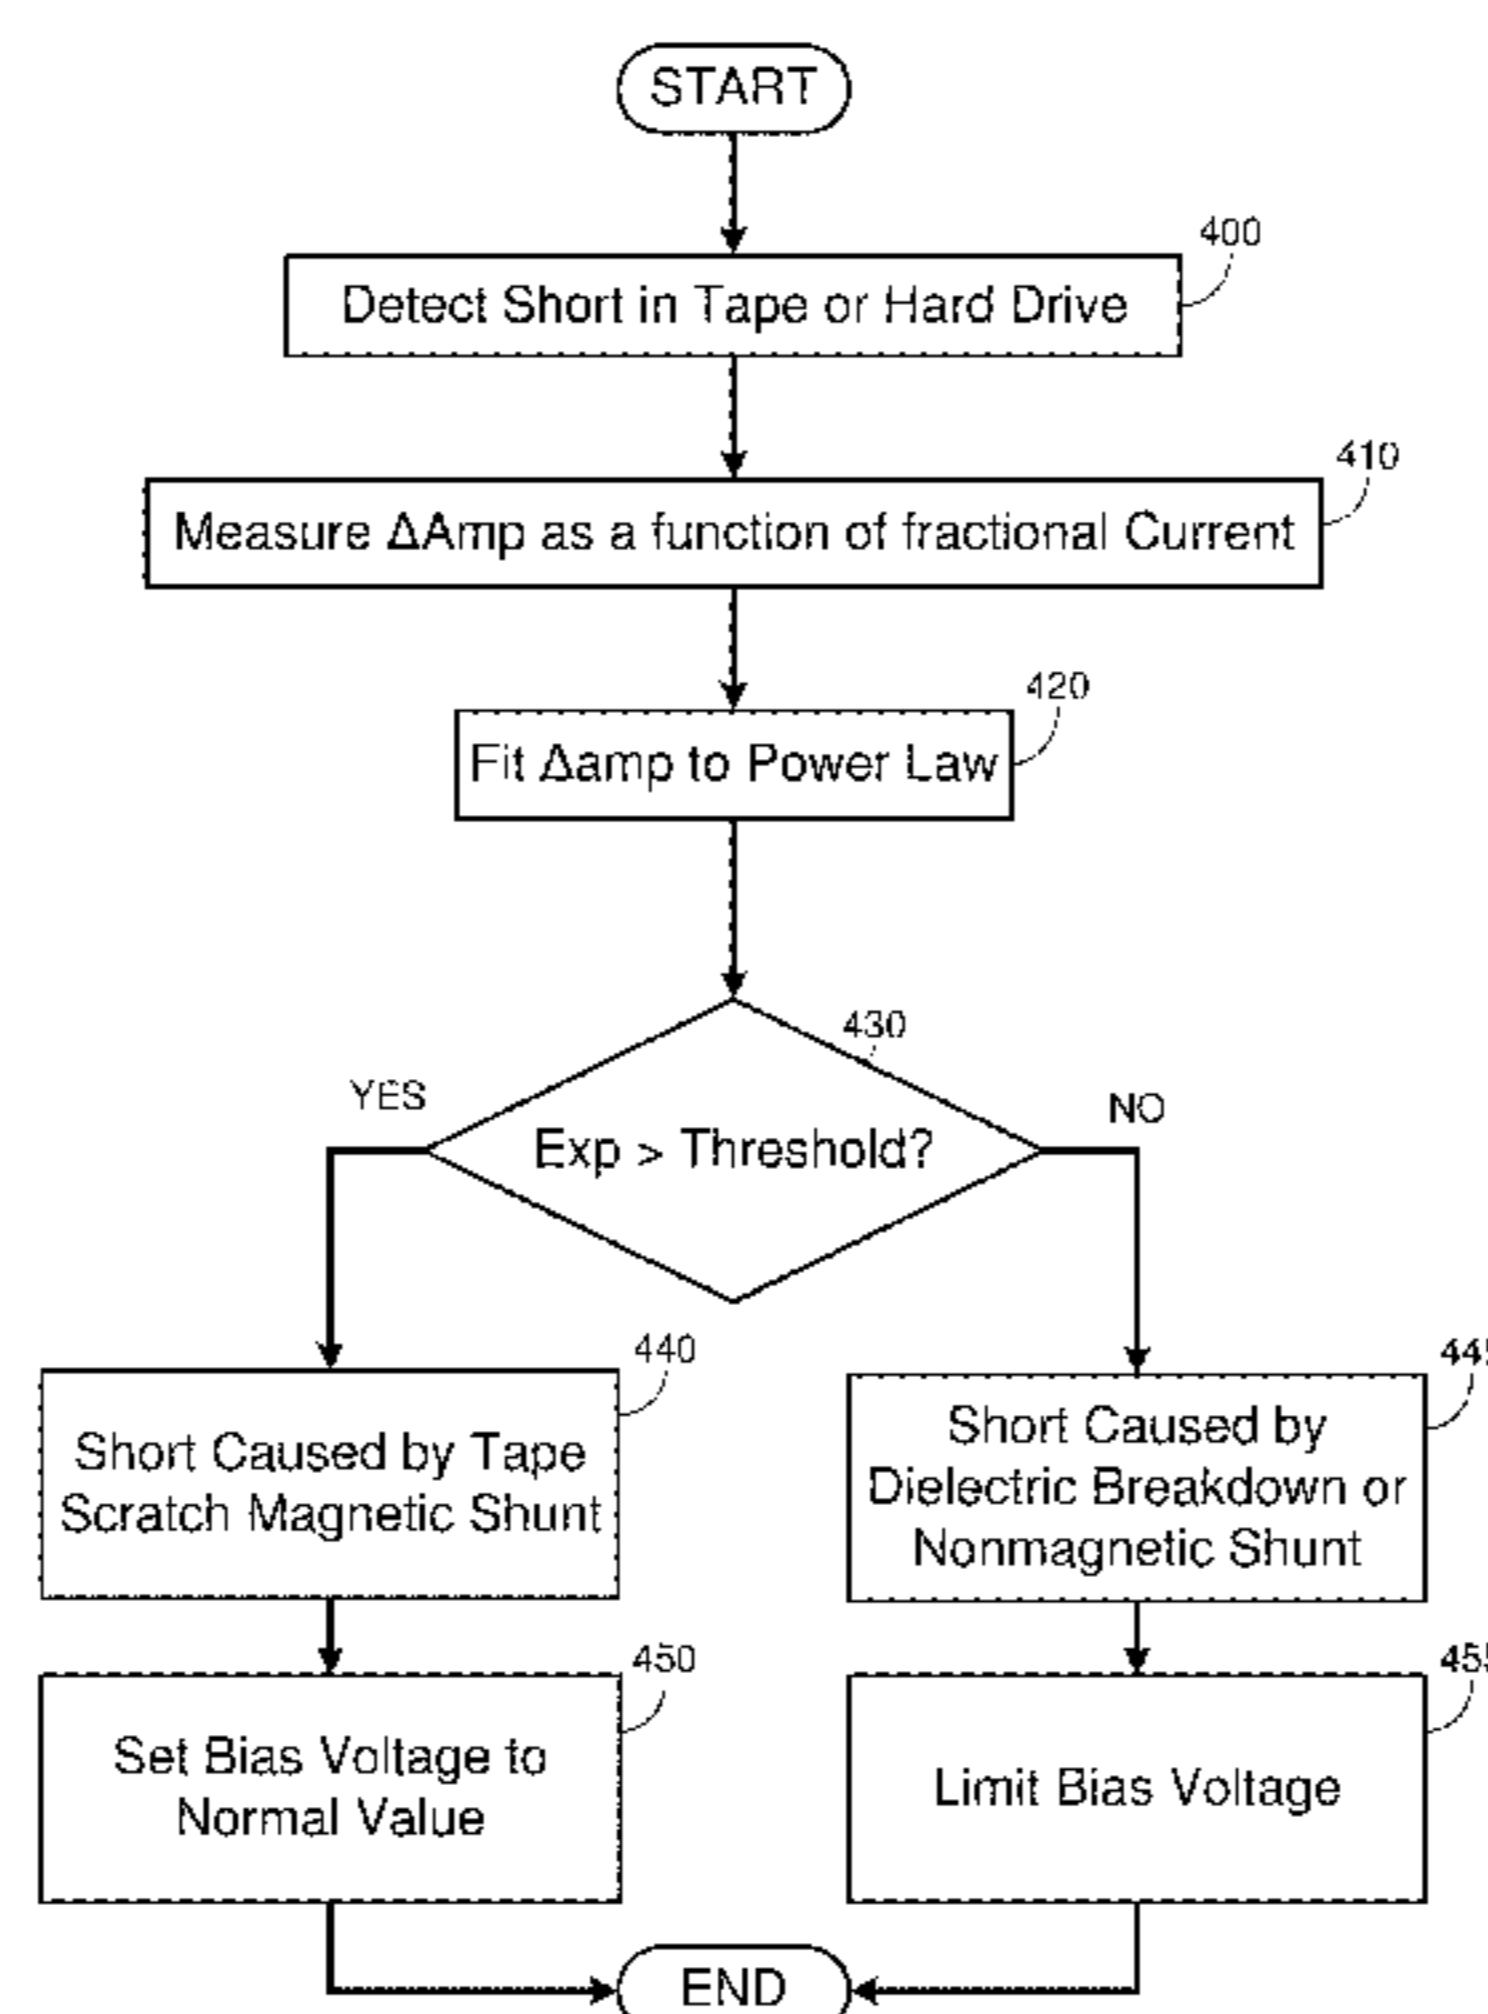 START
400
Detect Short in Tape or Hard Drive
410
Measure ΔAmp as a function of fractional Current
420
Fit Δamp to Power Law
430
YES
NO
Exp > Threshold?
440
Short Caused by Tape
Scratch Magnetic Shunt
Short Caused by
Dielectric Breakdown or
Nonmagnetic Shunt
450
Set Bias Voltage to
Normal Value
Limit Bias Voltage
END